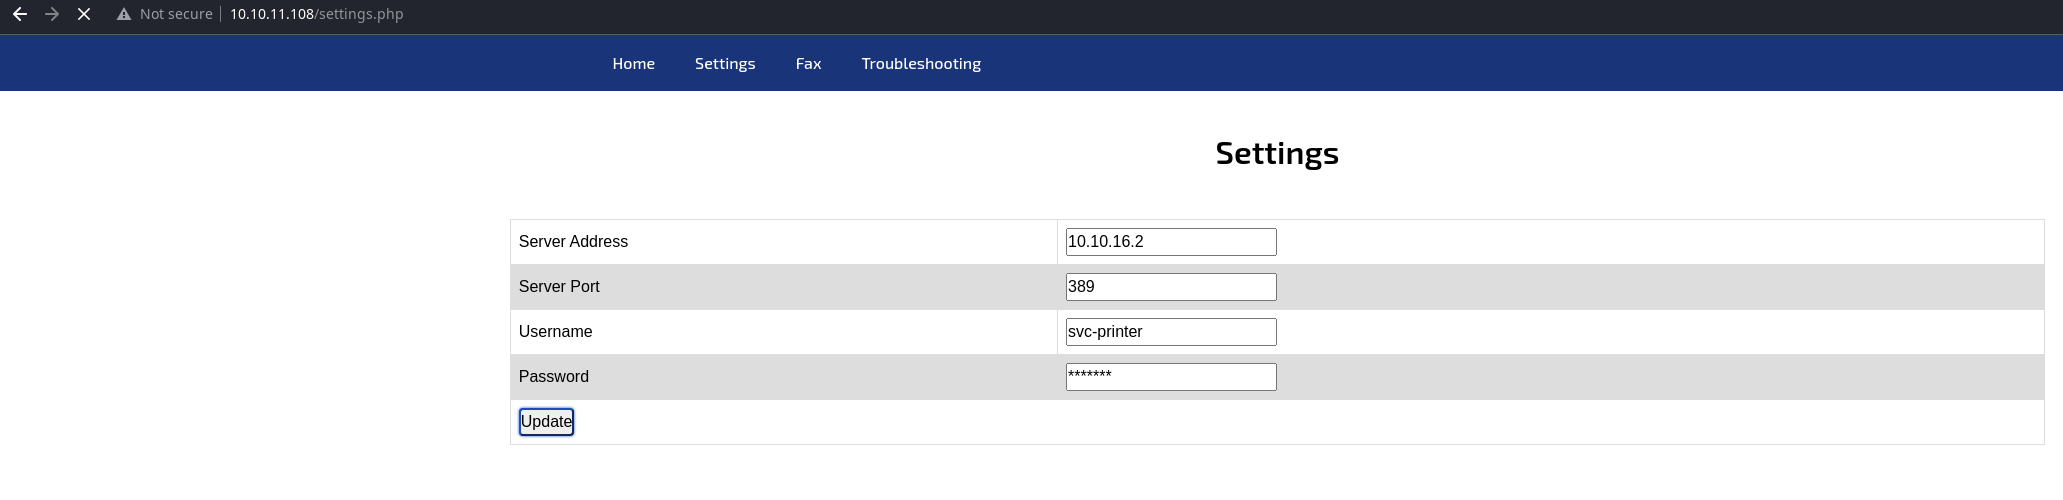 Not secure 10.10.11.108/settings.php
Home Settings Fax Troubleshooting
Settings
Server Address 10.10.16.2
Server Port 389
Username svc-printer
Password *******
Update